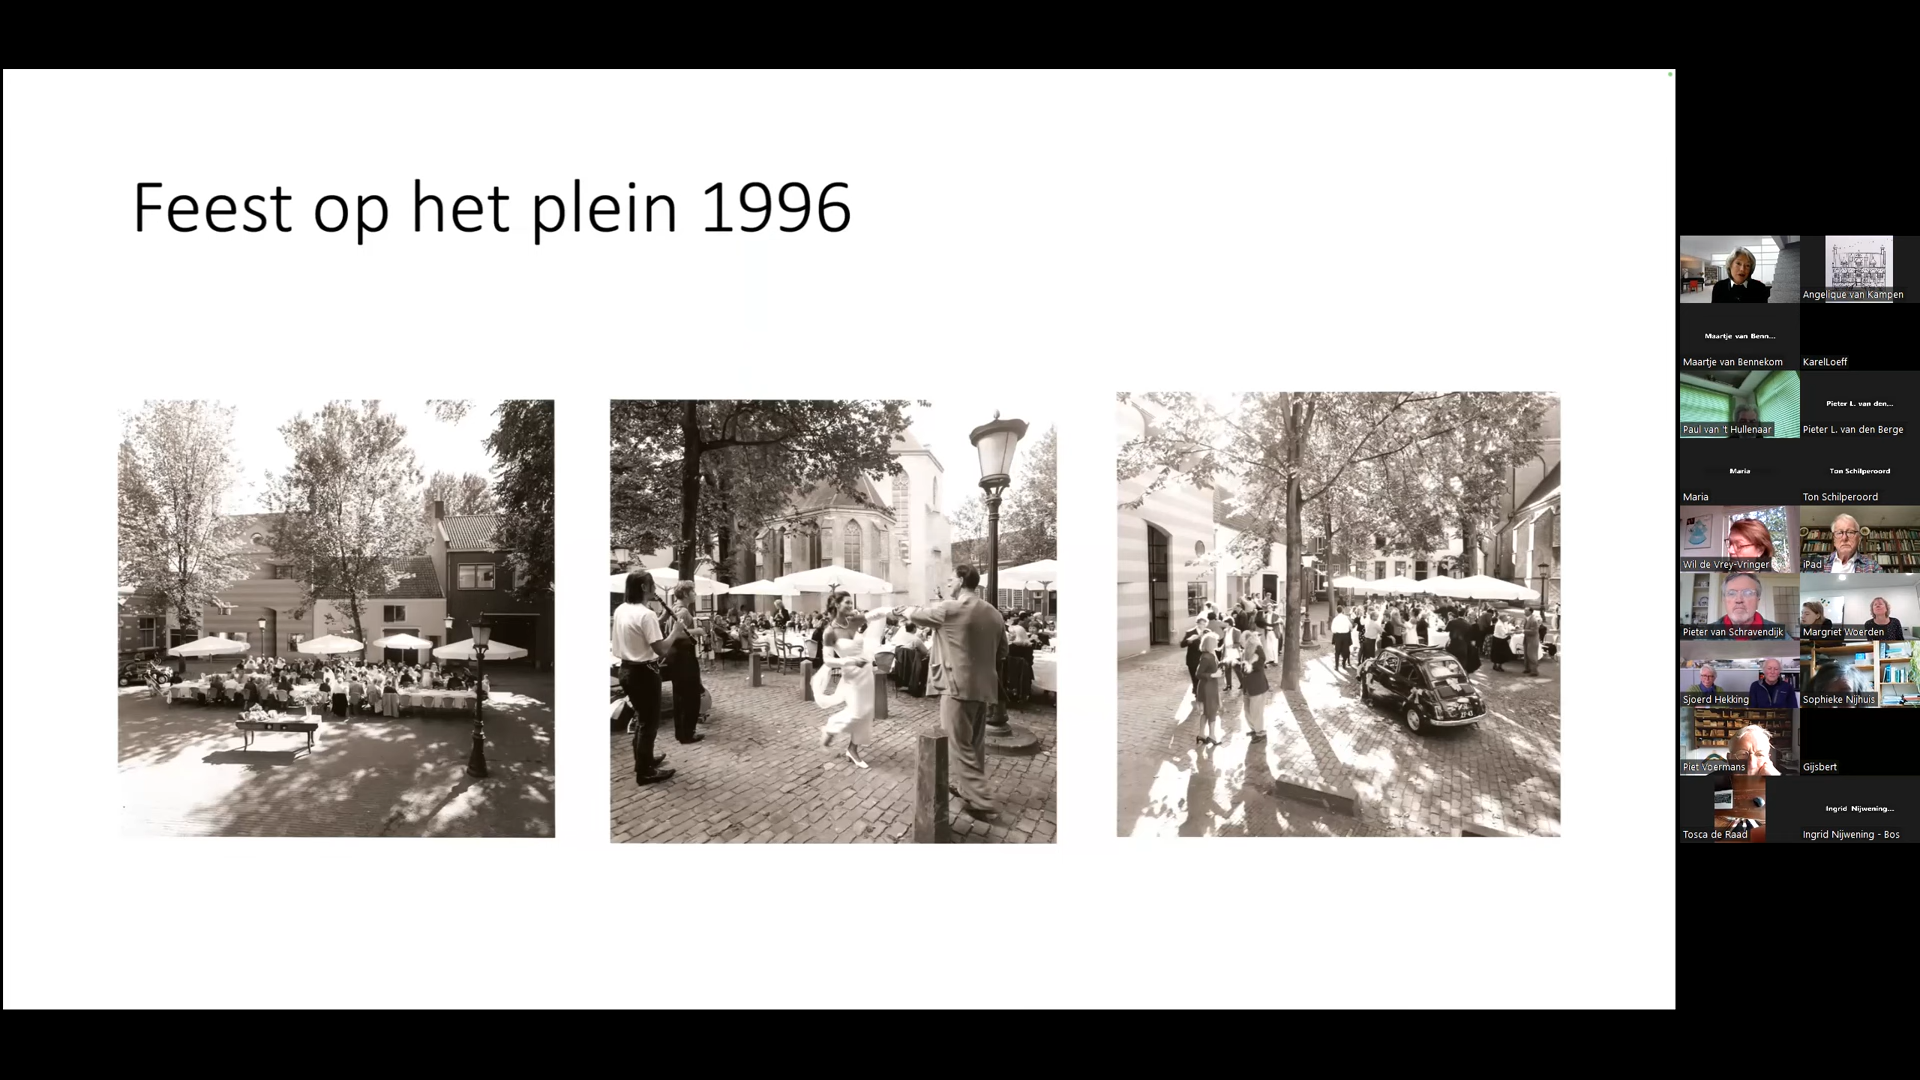 Feest op het plein 1996
Angelique van Kampen
Maartje van Benn...
Maartje van Bennekom
KarelLoeff
Paul van 't Hullenaar
Pieter L. van den...
Pieter L. van den Berge
Maria
Maria
Ton Schilperoord
Ton Schilperoord
Wil de Vrey-Vringer
iPad
Pieter van Schravendijk
Margriet Woerden
Sjoerd Hekking
Sophieke Nijhuis
Piet Voermans
Gijsbert
Tosca de Raad
Ingrid Nijwening...
Ingrid Nijwening - Bos